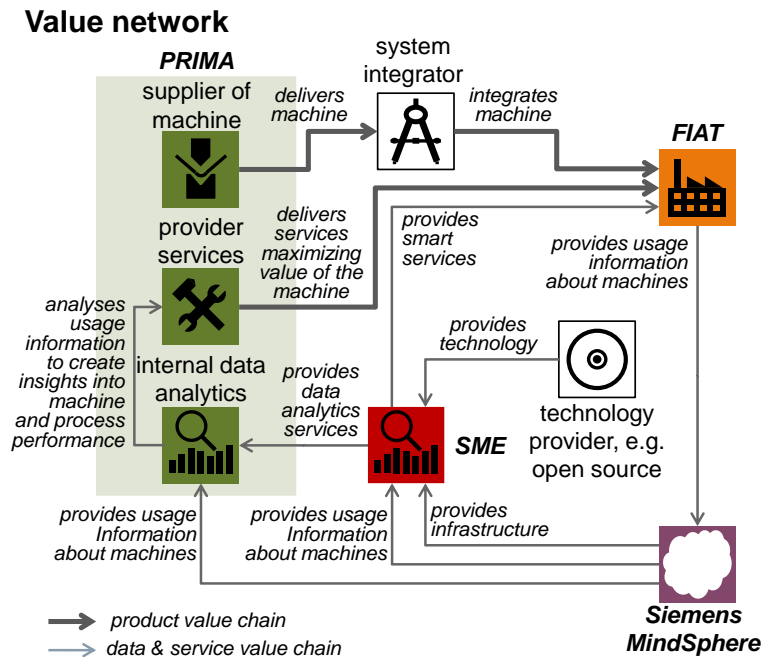 Value network
PRIMA
supplier of
machine
delivers
machine
system
integrator
integrates
machine
FIAT
provider
services
delivers
services
maximizing
value of the
machine
provides
smart
services
provides usage
information
about machines
analyses
usage
information
to create
insights into
machine
and process
performance
internal data
analytics
provides
data
analytics
services
provides
technology
SME
technology
provider, e.g.
open source
provides usage
Information
about machines
provides usage
Information
about machines
provides
infrastructure
Siemens
MindSphere
product value chain
data & service value chain